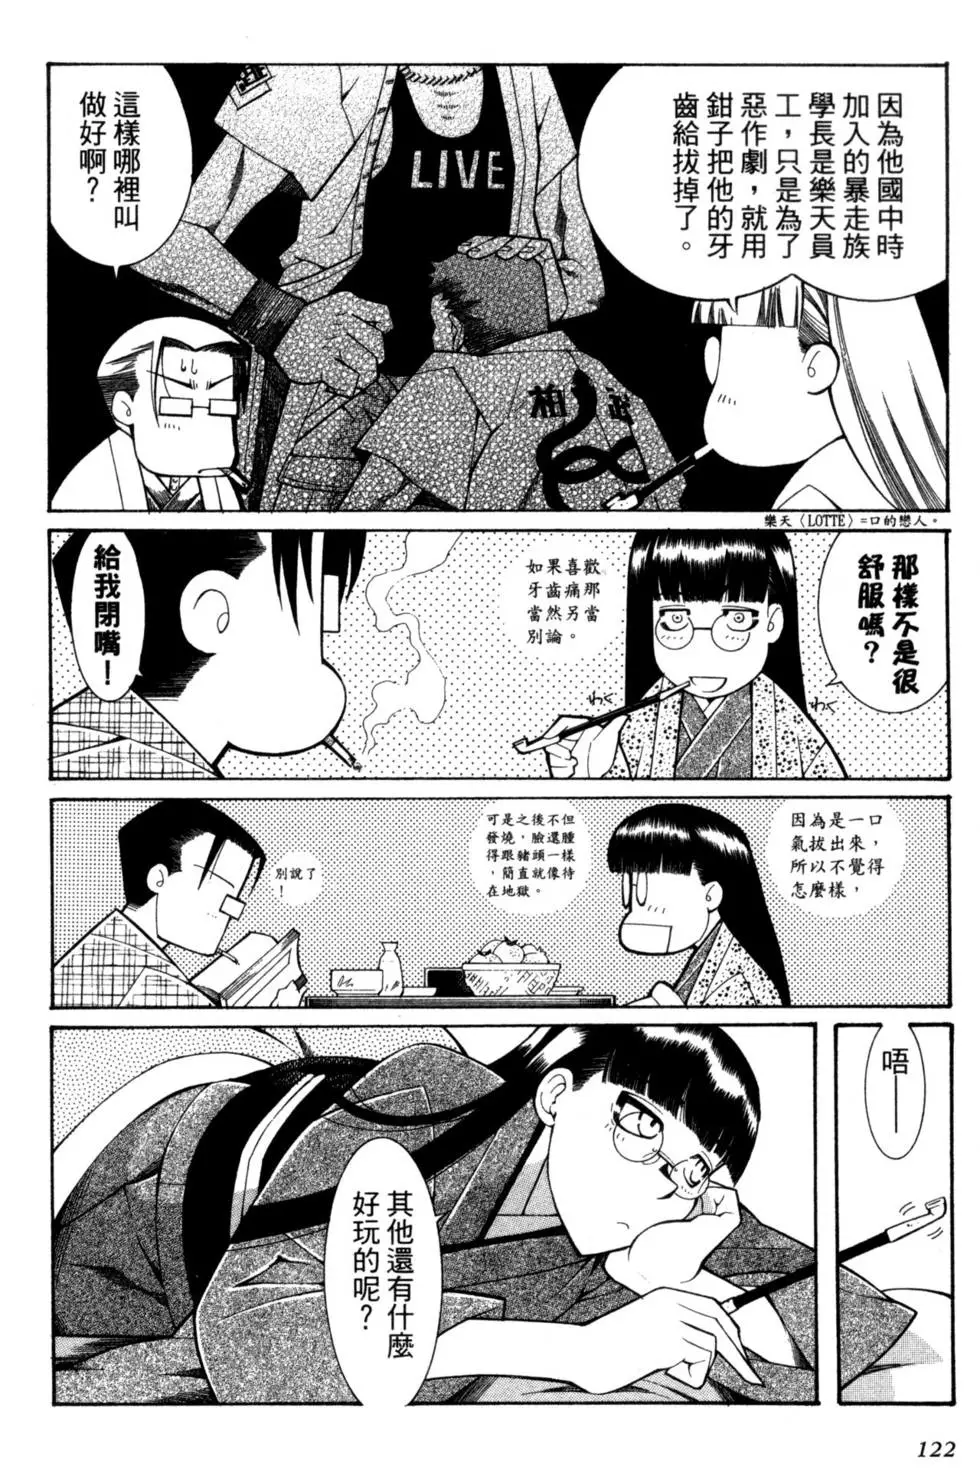 因為他國中時
加入的暴走族
學長是樂天員
工，只是為了
惡作劇，就用
鉗子把他的牙
齒給拔掉了。
LIVE
這樣哪裡叫
做好啊？
柏
武
樂天〈LOTTE〉=口的戀人。
那樣不是很
舒服嗎？
わく
わく
歡喜果如
那痛齒牙
當另然當
。論別
給我閉嘴！
因為是一口
氣拔出來，
所以不覺得
怎麼樣，
可是之後不但
發燒，臉還腫
得跟豬頭一樣
，簡直就像待
在地獄。
別說了
！
唔——
其他還有什麼
好玩的呢？
122